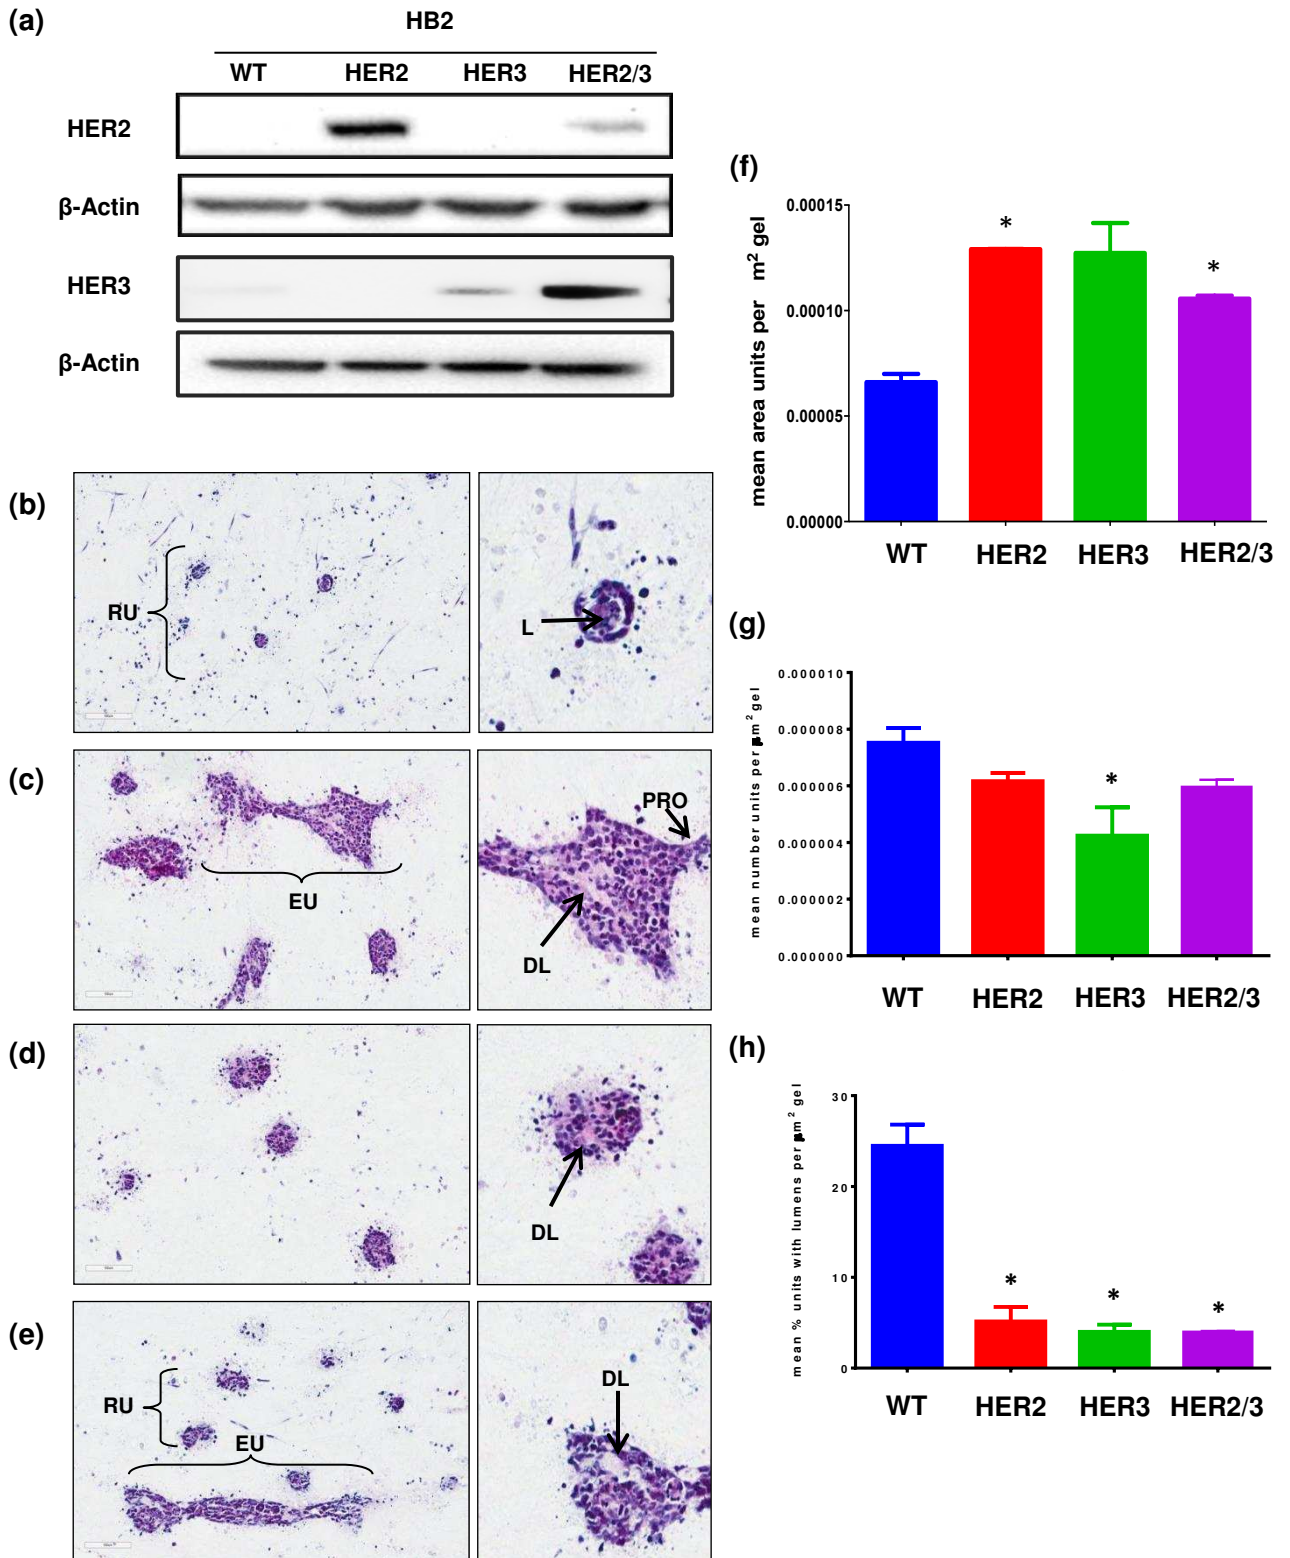 (a)
HB2
WT HER2 HER3 HER2/3
HER2
β-Actin
HER3
β-Actin
(b)
RU
L
(c)
EU
PRO
DL
(d)
DL
(e)
RU
EU
DL
(f)
mean area units per m² gel
0.00015
0.00010
0.00005
0.00000
*
*
WT HER2 HER3 HER2/3
(g)
mean number units per µm² gel
0.000010
0.000008
0.000006
0.000004
0.000002
0.000000
*
WT HER2 HER3 HER2/3
(h)
mean % units with lumens per µm² gel
30
20
10
0
*
*
*
WT HER2 HER3 HER2/3